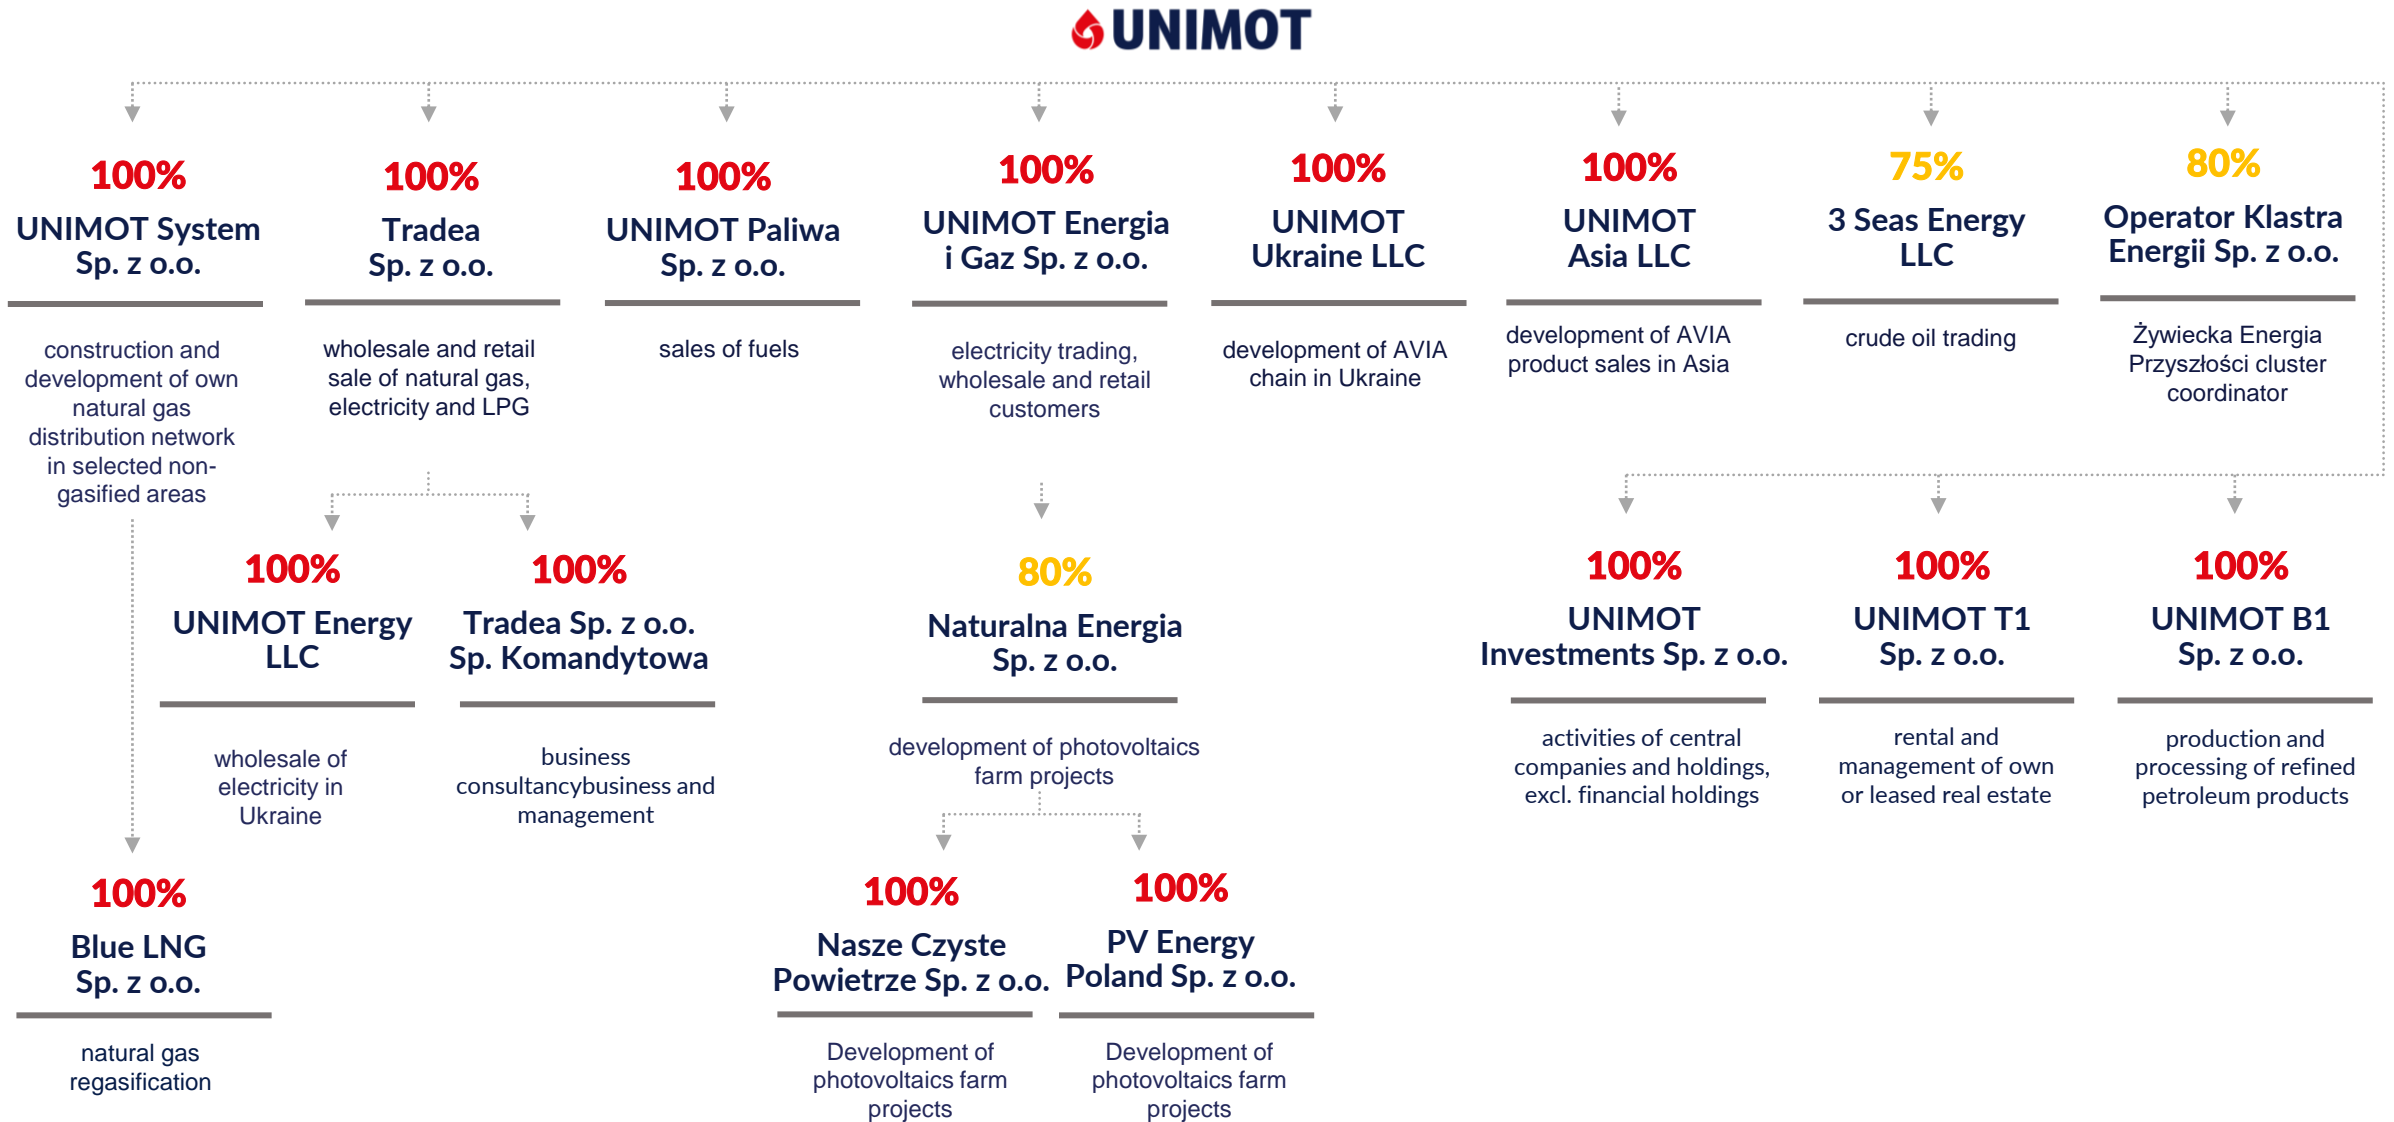 UNIMOT
100%
UNIMOT System
Sp. z o.o.
construction and
development of own
natural gas
distribution network
in selected non-
gasified areas
100%
Tradea
Sp. z o.o.
wholesale and retail
sale of natural gas,
electricity and LPG
100%
UNIMOT Paliwa
Sp. z o.o.
sales of fuels
100%
UNIMOT Energia
i Gaz Sp. z o.o.
electricity trading,
wholesale and retail
customers
100%
UNIMOT
Ukraine LLC
development of AVIA
chain in Ukraine
100%
UNIMOT
Asia LLC
development of AVIA
product sales in Asia
75%
3 Seas Energy
LLC
crude oil trading
80%
Operator Klastra
Energii Sp. z o.o.
Żywiecka Energia
Przyszłości cluster
coordinator
100%
UNIMOT Energy
LLC
wholesale of
electricity in
Ukraine
100%
Tradea Sp. z o.o.
Sp. Komandytowa
business
consultancybusiness and
management
80%
Naturalna Energia
Sp. z o.o.
development of photovoltaics
farm projects
100%
UNIMOT
Investments Sp. z o.o.
activities of central
companies and holdings,
excl. financial holdings
100%
UNIMOT T1
Sp. z o.o.
rental and
management of own
or leased real estate
100%
UNIMOT B1
Sp. z o.o.
production and
processing of refined
petroleum products
100%
Blue LNG
Sp. z o.o.
natural gas
regasification
100%
Nasze Czyste
Powietrze Sp. z o.o.
Development of
photovoltaics farm
projects
100%
PV Energy
Poland Sp. z o.o.
Development of
photovoltaics farm
projects